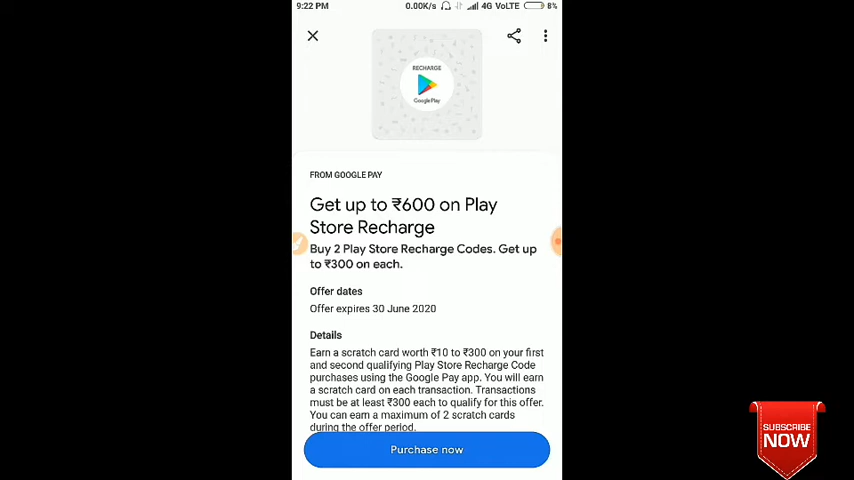 9:22 PM
0.00K/s 4G VoLTE 8%
RECHARGE
Google Play
FROM GOOGLE PAY
Get up to ₹600 on Play
Store Recharge
Buy 2 Play Store Recharge Codes. Get up
to ₹300 on each.
Offer dates
Offer expires 30 June 2020
Details
Earn a scratch card worth ₹10 to ₹300 on your first
and second qualifying Play Store Recharge Code
purchases using the Google Pay app. You will earn
a scratch card on each transaction. Transactions
must be at least ₹300 each to qualify for this offer.
You can earn a maximum of 2 scratch cards
during the offer period.
Purchase now
SUBSCRIBE
NOW